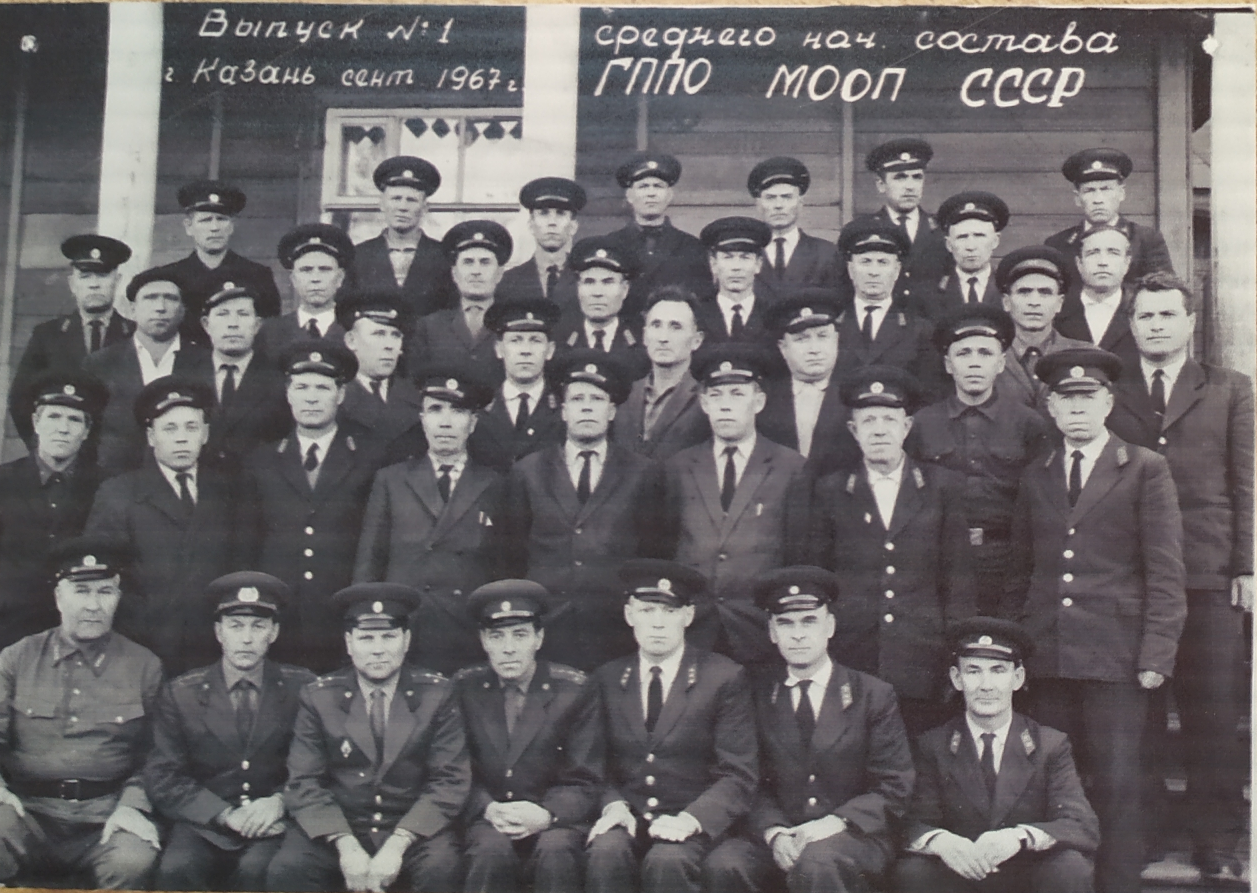 Выпуск №1 среднего нач. состава
г Казань сент 1967 г. ГППО МООП СССР